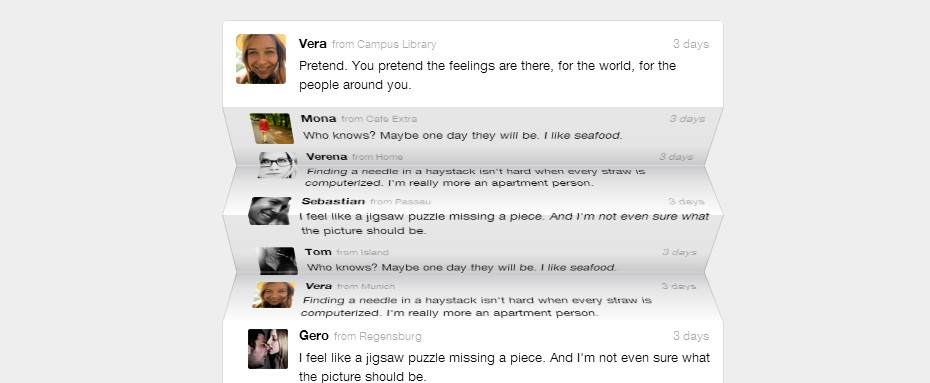 Vera from Campus Library 3 days
Pretend. You pretend the feelings are there, for the world, for the
people around you.
Mona from Cafe Extra 3 days
Who knows? Maybe one day they will be. I like seafood.
Verena from Home 3 days
Finding a needle in a haystack isn't hard when every straw is
computerized. I'm really more an apartment person.
Sebastian from Passau 3 days
I feel like a jigsaw puzzle missing a piece. And I'm not even sure what
the picture should be.
Tom from Island 3 days
Who knows? Maybe one day they will be. I like seafood.
Vera from Munich 3 days
Finding a needle in a haystack isn't hard when every straw is
computerized. I'm really more an apartment person.
Gero from Regensburg 3 days
I feel like a jigsaw puzzle missing a piece. And I'm not even sure what
the picture should be.